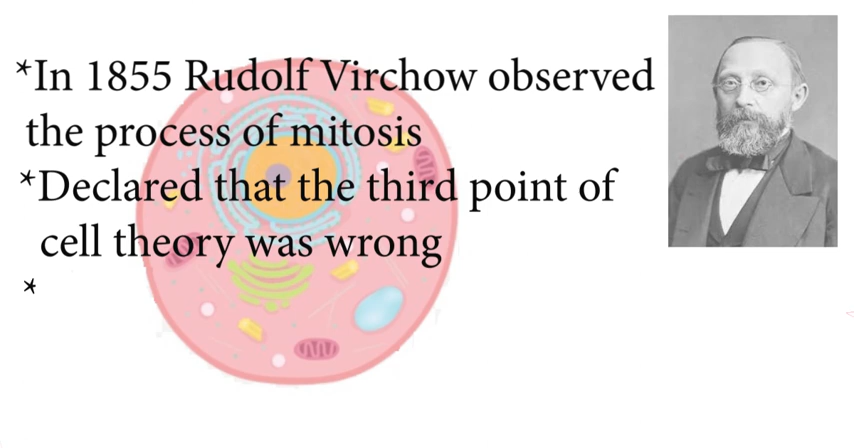 *In 1855 Rudolf Virchow observed
the process of mitosis
*Declared that the third point of
cell theory was wrong
*